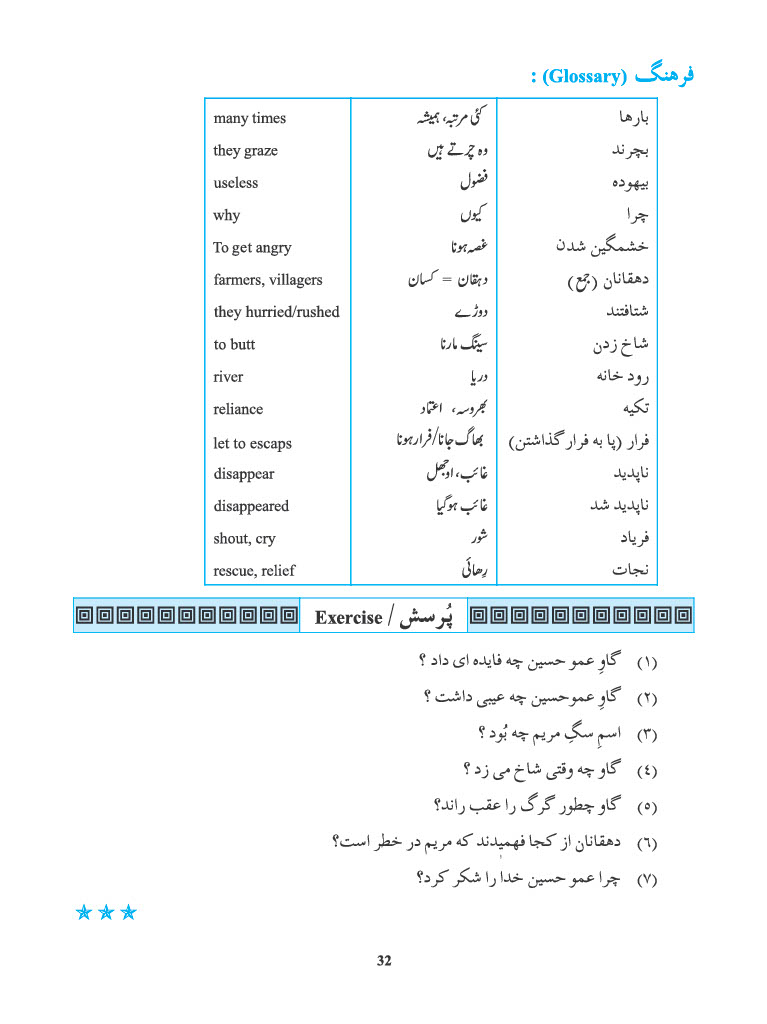 فرهنگ (Glossary) :
بارها کئی مرتبہ، ہمیشہ many times
بچرند وہ چرتے ہیں they graze
بیهوده فضول useless
چرا کیوں why
خشمگین شدن غصہ ہونا To get angry
دهقانان (جمع) دہقان = کسان farmers, villagers
شتافتند دوڑے they hurried/rushed
شاخ زدن سینگ مارنا to butt
رود خانه دریا river
تکیه بھروسہ، اعتماد reliance
فرار (پا به فرار گذاشتن) بھاگ جانا/فرار ہونا let to escaps
ناپدید غائب، اوجھل disappear
ناپدید شد غائب ہوگیا disappeared
فریاد شور shout, cry
نجات رِھائی rescue, relief
پُرسش / Exercise
(۱) گاوِ عمو حسین چه فایده ای داد ؟
(۲) گاوِ عموحسین چه عیبی داشت ؟
(۳) اسمِ سگِ مریم چه بُود ؟
(٤) گاو چه وقتی شاخ می زد ؟
(۵) گاو چطور گرگ را عقب راند؟
(٦) دهقانان از کجا فهمیدند که مریم در خطر است؟
(۷) چرا عمو حسین خدا را شکر کرد؟
32